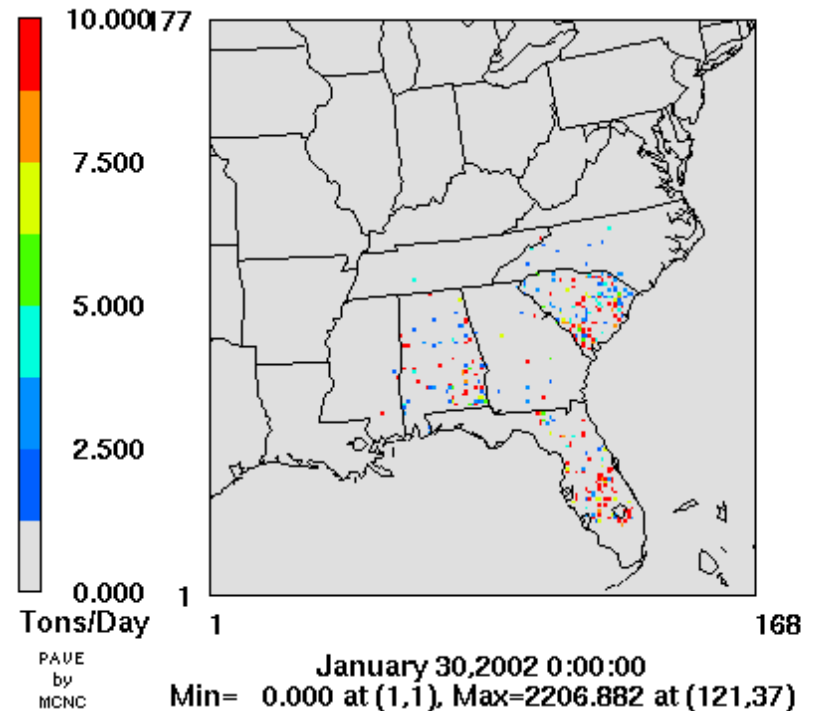 10.000
177
7.500
5.000
2.500
0.000
1
Tons/Day
1
168
PAVE
by
MCNC
January 30,2002 0:00:00
Min= 0.000 at (1,1), Max=2206.882 at (121,37)